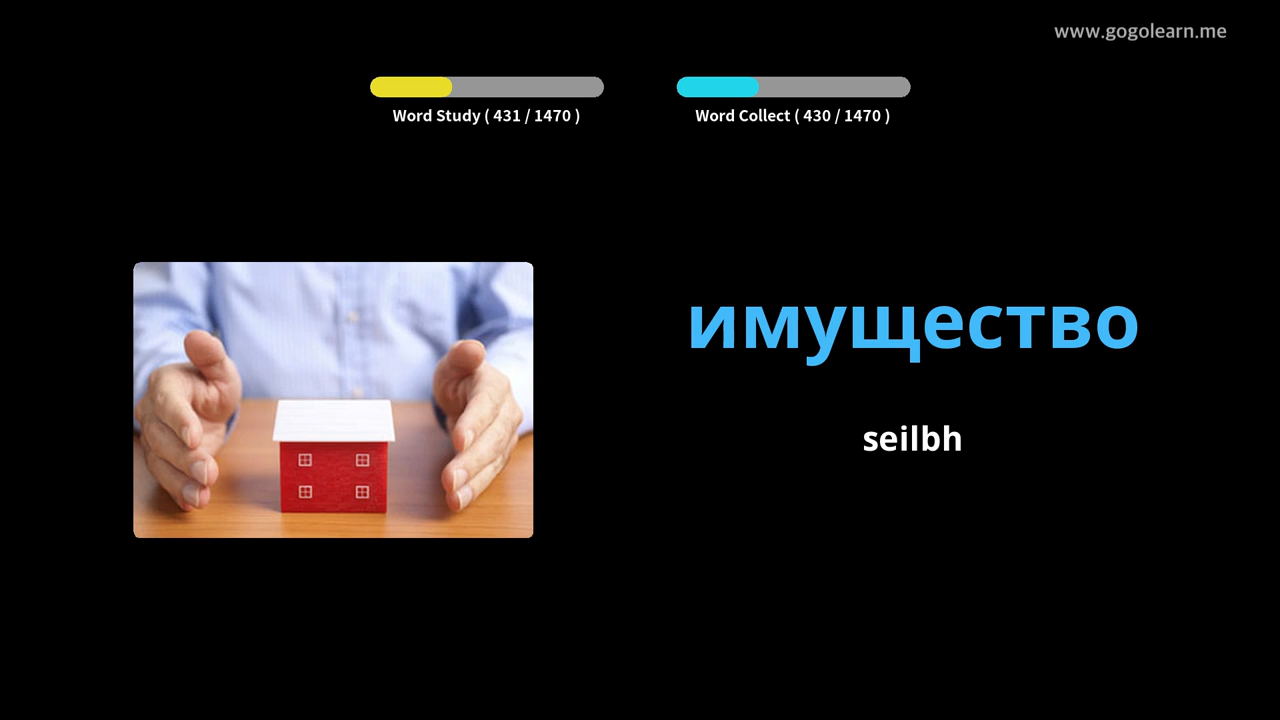 www.gogolearn.me
Word Study ( 431 / 1470 )
Word Collect ( 430 / 1470 )
имущество
seilbh